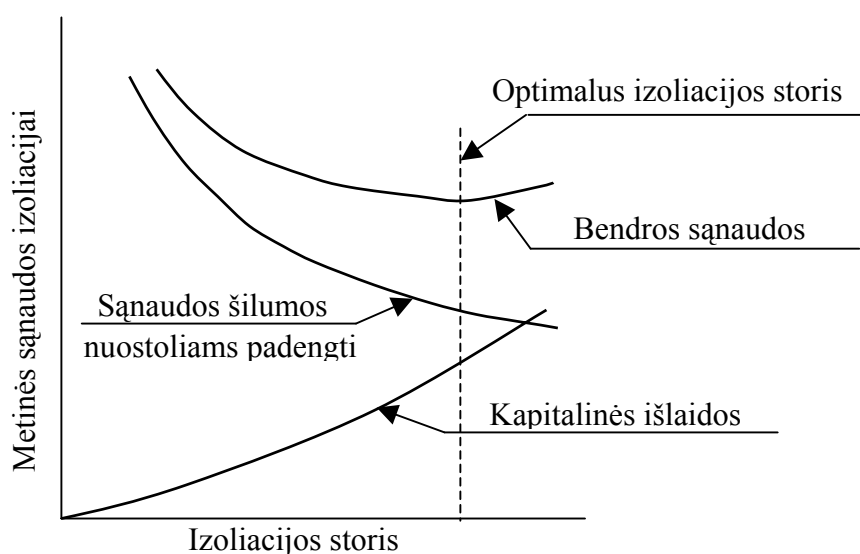 Metinės sąnaudos izoliacijai
Optimalus izoliacijos storis
Bendros sąnaudos
Sąnaudos šilumos
nuostoliams padengti
Kapitalinės išlaidos
Izoliacijos storis